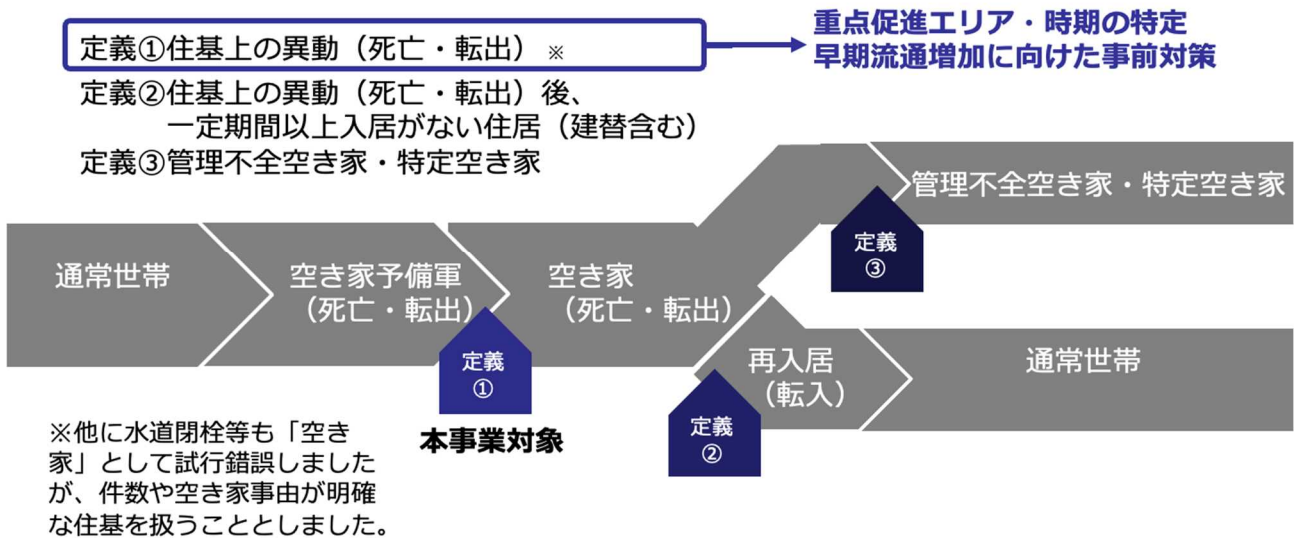 定義①住基上の異動（死亡・転出） ※
重点促進エリア・時期の特定
早期流通増加に向けた事前対策
定義②住基上の異動（死亡・転出）後、
一定期間以上入居がない住居（建替含む）
定義③管理不全空き家・特定空き家
管理不全空き家・特定空き家
定義
③
通常世帯
空き家予備軍
（死亡・転出）
空き家
（死亡・転出）
定義
①
本事業対象
再入居
（転入）
通常世帯
定義
②
※他に水道閉栓等も「空き
家」として試行錯誤しました
が、件数や空き家事由が明確
な住基を扱うこととしました。